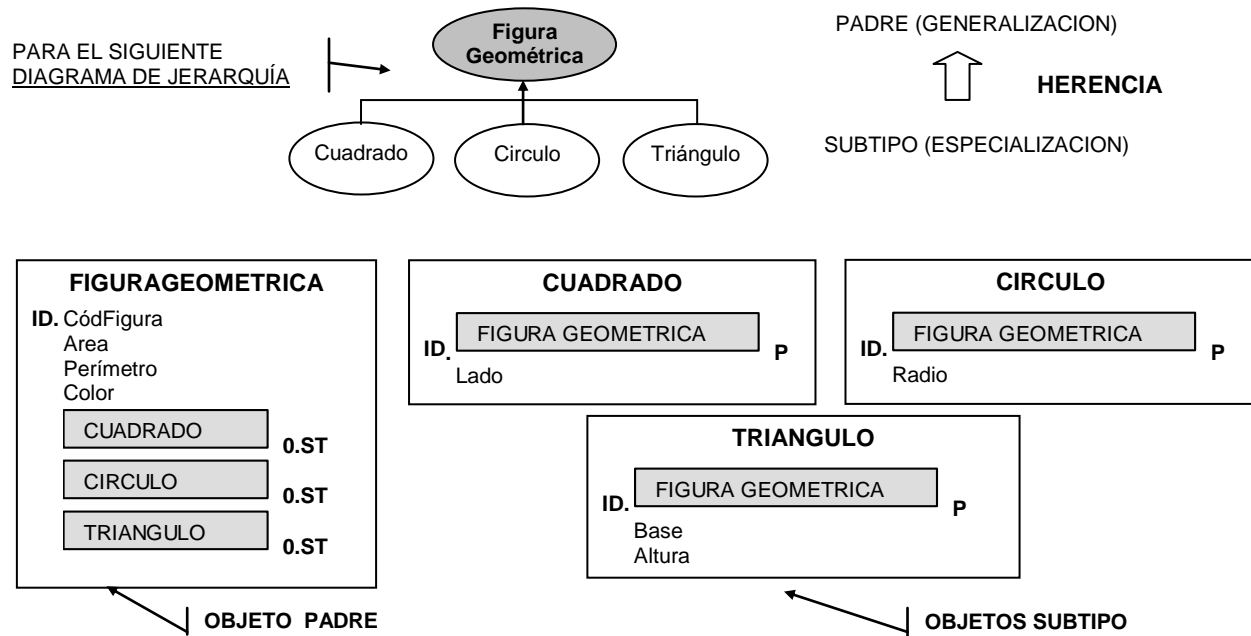 PARA EL SIGUIENTE
DIAGRAMA DE JERARQUÍA
Figura
Geométrica
Cuadrado
Circulo
Triángulo
PADRE (GENERALIZACION)
HERENCIA
SUBTIPO (ESPECIALIZACION)
FIGURAGEOMETRICA
ID. CódFigura
Area
Perímetro
Color
CUADRADO 0.ST
CIRCULO 0.ST
TRIANGULO 0.ST
OBJETO PADRE
CUADRADO
ID. FIGURA GEOMETRICA P
Lado
CIRCULO
ID. FIGURA GEOMETRICA P
Radio
TRIANGULO
ID. FIGURA GEOMETRICA P
Base
Altura
OBJETOS SUBTIPO